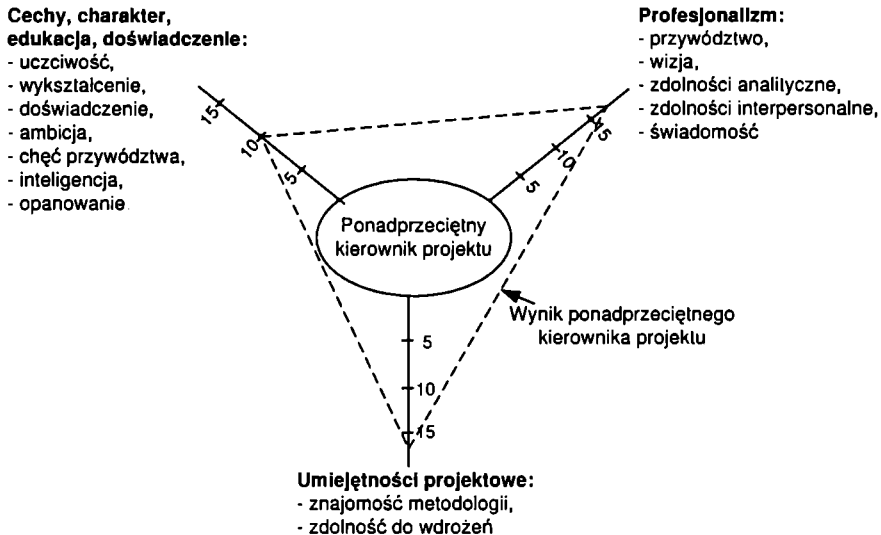 Cechy, charakter,
edukacja, doświadczenie:
- uczciwość,
- wykształcenie,
- doświadczenie,
- ambicja,
- chęć przywództwa,
- inteligencja,
- opanowanie
Profesjonalizm:
- przywództwo,
- wizja,
- zdolności analityczne,
- zdolności interpersonalne,
- świadomość
15
10
5
15
10
5
Ponadprzeciętny
kierownik projektu
Wynik ponadprzeciętnego
kierownika projektu
5
10
15
Umiejętności projektowe:
- znajomość metodologii,
- zdolność do wdrożeń